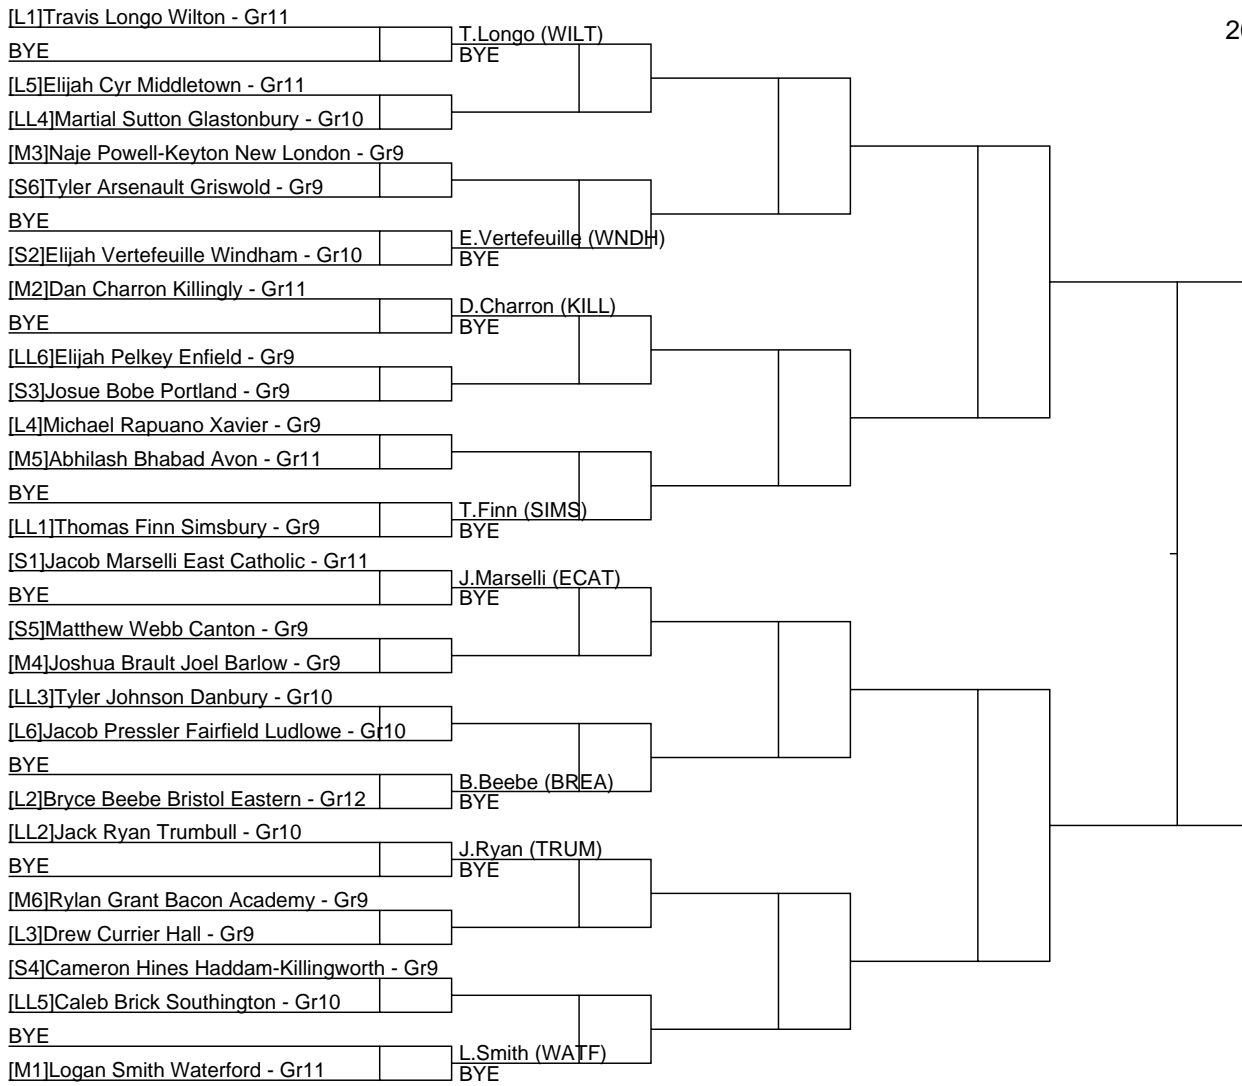 [L1]Travis Longo Wilton - Gr11
BYE
T.Longo (WILT)
BYE
20
[L5]Elijah Cyr Middletown - Gr11
[LL4]Martial Sutton Glastonbury - Gr10
[M3]Naje Powell-Keyton New London - Gr9
[S6]Tyler Arsenault Griswold - Gr9
BYE
[S2]Elijah Vertefeuille Windham - Gr10
E.Vertefeuille (WNDH)
BYE
[M2]Dan Charron Killingly - Gr11
BYE
D.Charron (KILL)
BYE
[LL6]Elijah Pelkey Enfield - Gr9
[S3]Josue Bobe Portland - Gr9
[L4]Michael Rapuano Xavier - Gr9
[M5]Abhilash Bhabad Avon - Gr11
BYE
[LL1]Thomas Finn Simsbury - Gr9
T.Finn (SIMS)
BYE
[S1]Jacob Marselli East Catholic - Gr11
BYE
J.Marselli (ECAT)
BYE
[S5]Matthew Webb Canton - Gr9
[M4]Joshua Brault Joel Barlow - Gr9
[LL3]Tyler Johnson Danbury - Gr10
[L6]Jacob Pressler Fairfield Ludlowe - Gr10
BYE
[L2]Bryce Beebe Bristol Eastern - Gr12
B.Beebe (BREA)
BYE
[LL2]Jack Ryan Trumbull - Gr10
BYE
J.Ryan (TRUM)
BYE
[M6]Rylan Grant Bacon Academy - Gr9
[L3]Drew Currier Hall - Gr9
[S4]Cameron Hines Haddam-Killingworth - Gr9
[LL5]Caleb Brick Southington - Gr10
BYE
[M1]Logan Smith Waterford - Gr11
L.Smith (WATF)
BYE